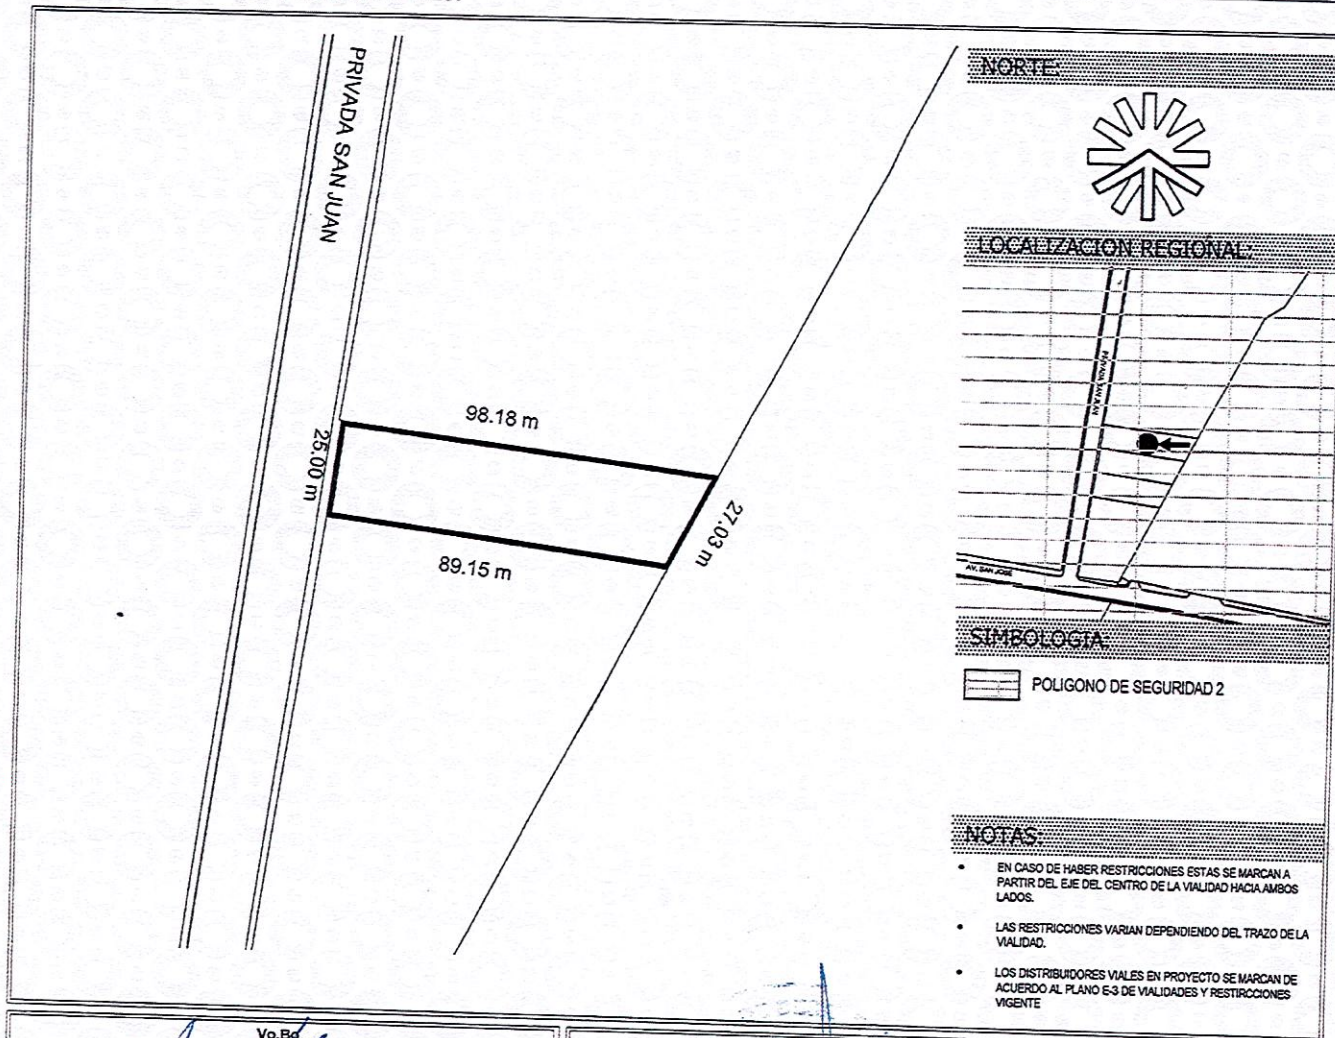 PRIVADA SAN JUAN
98.18 m
25.00 m
27.03 m
89.15 m
NORTE:
LOCALIZACION REGIONAL:
PRIVADA SAN JUAN
AV. SAN JOSE
SIMBOLOGIA:
POLIGONO DE SEGURIDAD 2
NOTAS:
• EN CASO DE HABER RESTRICCIONES ESTAS SE MARCAN A
PARTIR DEL EJE DEL CENTRO DE LA VIALIDAD HACIA AMBOS
LADOS.
• LAS RESTRICCIONES VARIAN DEPENDIENDO DEL TRAZO DE LA
VIALIDAD.
• LOS DISTRIBUIDORES VIALES EN PROYECTO SE MARCAN DE
ACUERDO AL PLANO E-3 DE VIALIDADES Y RESTIRCCIONES
VIGENTE
Vo.Bo